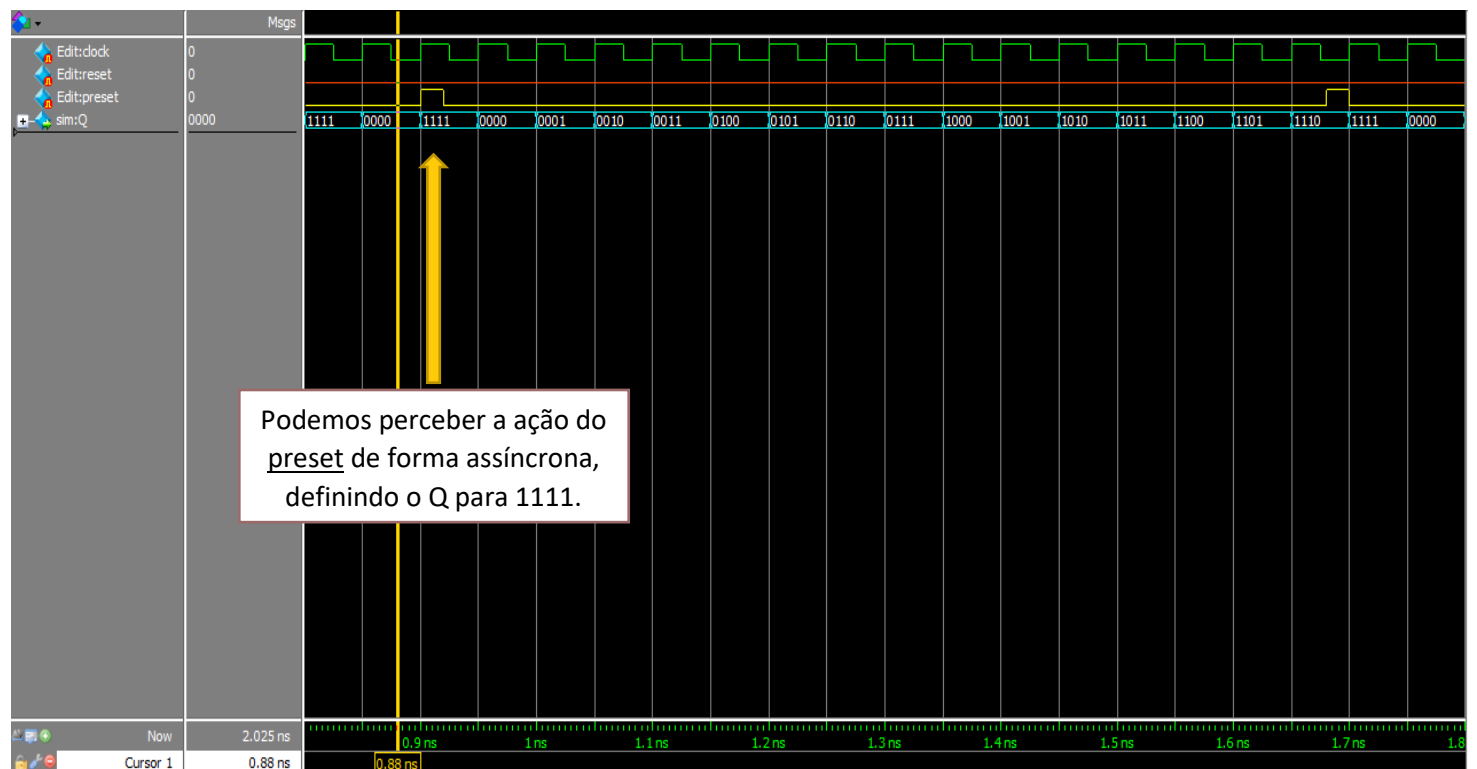 Msgs
Edit:clock 0
Edit:reset 0
Edit:preset 0
sim:Q 0000 1111 0000 1111 0000 0001 0010 0011 0100 0101 0110 0111 1000 1001 1010 1011 1100 1101 1110 1111 0000
Podemos perceber a ação do
preset de forma assíncrona,
definindo o Q para 1111.
Now 2.025 ns 0.9 ns 1 ns 1.1 ns 1.2 ns 1.3 ns 1.4 ns 1.5 ns 1.6 ns 1.7 ns 1.8
Cursor 1 0.88 ns 0.88 ns